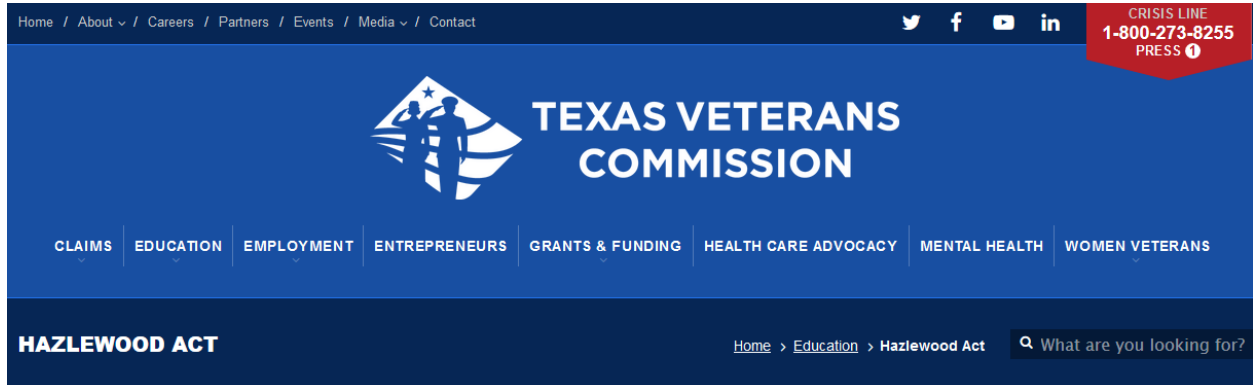 Home / About / Careers / Partners / Events / Media / Contact
CRISIS LINE
1-800-273-8255
PRESS 1
TEXAS VETERANS
COMMISSION
CLAIMS EDUCATION EMPLOYMENT ENTREPRENEURS GRANTS & FUNDING HEALTH CARE ADVOCACY MENTAL HEALTH WOMEN VETERANS
HAZLEWOOD ACT
Home > Education > Hazlewood Act
What are you looking for?